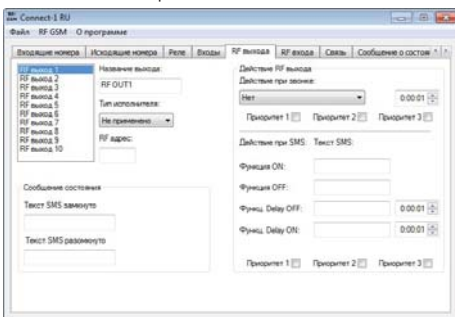 Connect-1 RU
Файл RF GSM О программе
Входящие номера Исходящие номера Реле Входы RF выхода RF входа Связь Сообщение о состоя
RF выход 1
RF выход 2
RF выход 3
RF выход 4
RF выход 5
RF выход 6
RF выход 7
RF выход 8
RF выход 9
RF выход 10
Название выхода:
RF OUT1
Тип исполнителя:
Не применено
RF адрес:
Сообщение состояния
Текст SMS замкнуто
Текст SMS разомкнуто
Действие RF выхода
Действие при звонке:
Нет 0:00:01
Приоритет 1 Приоритет 2 Приоритет 3
Действие при SMS: Текст SMS:
Функция ON:
Функция OFF:
Функц. Delay OFF: 0:00:01
Функц. Delay ON: 0:00:01
Приоритет 1 Приоритет 2 Приоритет 3